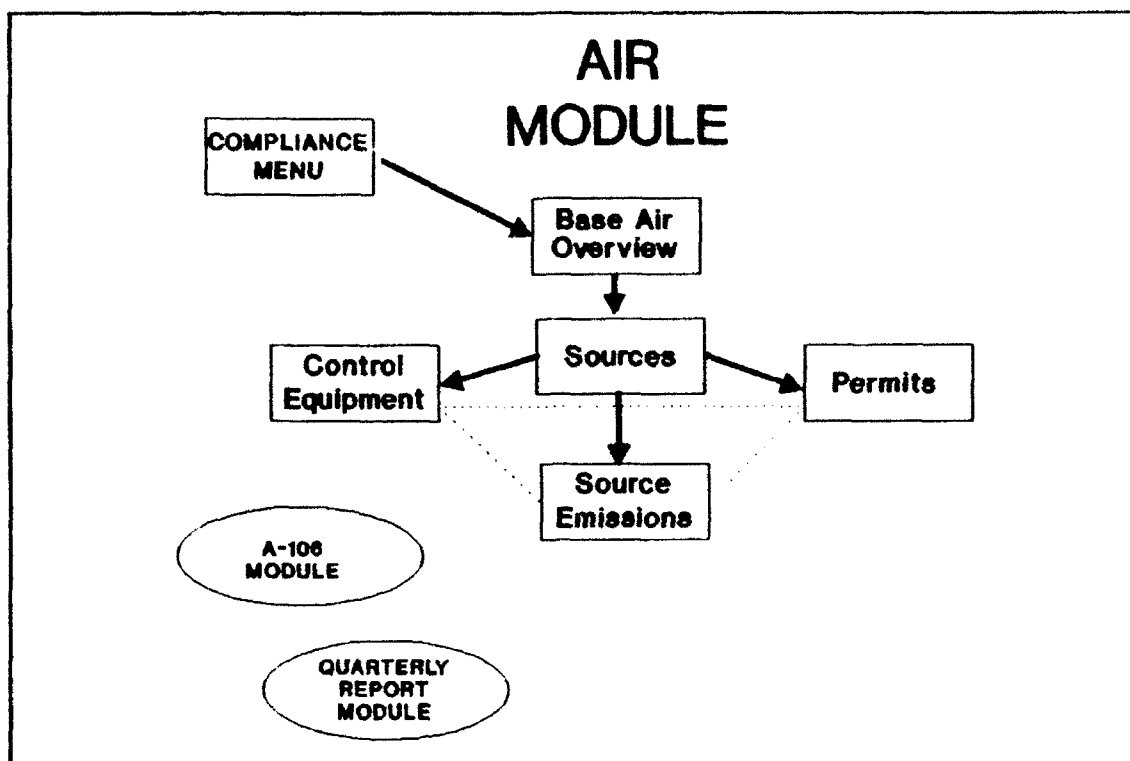 AIR
MODULE
COMPLIANCE
MENU
Base Air
Overview
Sources
Control
Equipment
Permits
Source
Emissions
A-106
MODULE
QUARTERLY
REPORT
MODULE